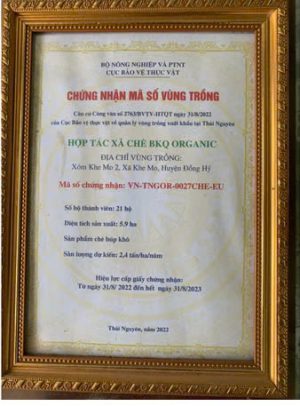 BỘ NÔNG NGHIỆP VÀ PTNT
CỤC BẢO VỆ THỰC VẬT
CHỨNG NHẬN MÃ SỐ VÙNG TRỒNG
Căn cứ Công văn số 2763/BVTV-HTQT ngày 31/8/2022
của Cục Bảo vệ thực vật về quản lý vùng trồng xuất khẩu tại Thái Nguyên
HỢP TÁC XÃ CHÈ BKQ ORGANIC
ĐỊA CHỈ VÙNG TRỒNG:
Xóm Khe Mo 2, Xã Khe Mo, Huyện Đồng Hỷ
Mã số chứng nhận: VN-TNGOR-0027CHE-EU
Số hộ thành viên: 21 hộ
Diện tích sản xuất: 5.9 ha
Sản phẩm chè búp khô
Sản lượng dự kiến: 2,4 tấn/ha/năm
Hiệu lực cấp giấy chứng nhận:
Từ ngày 31/8/ 2022 đến hết ngày 31/8/2023
Thái Nguyên, năm 2022